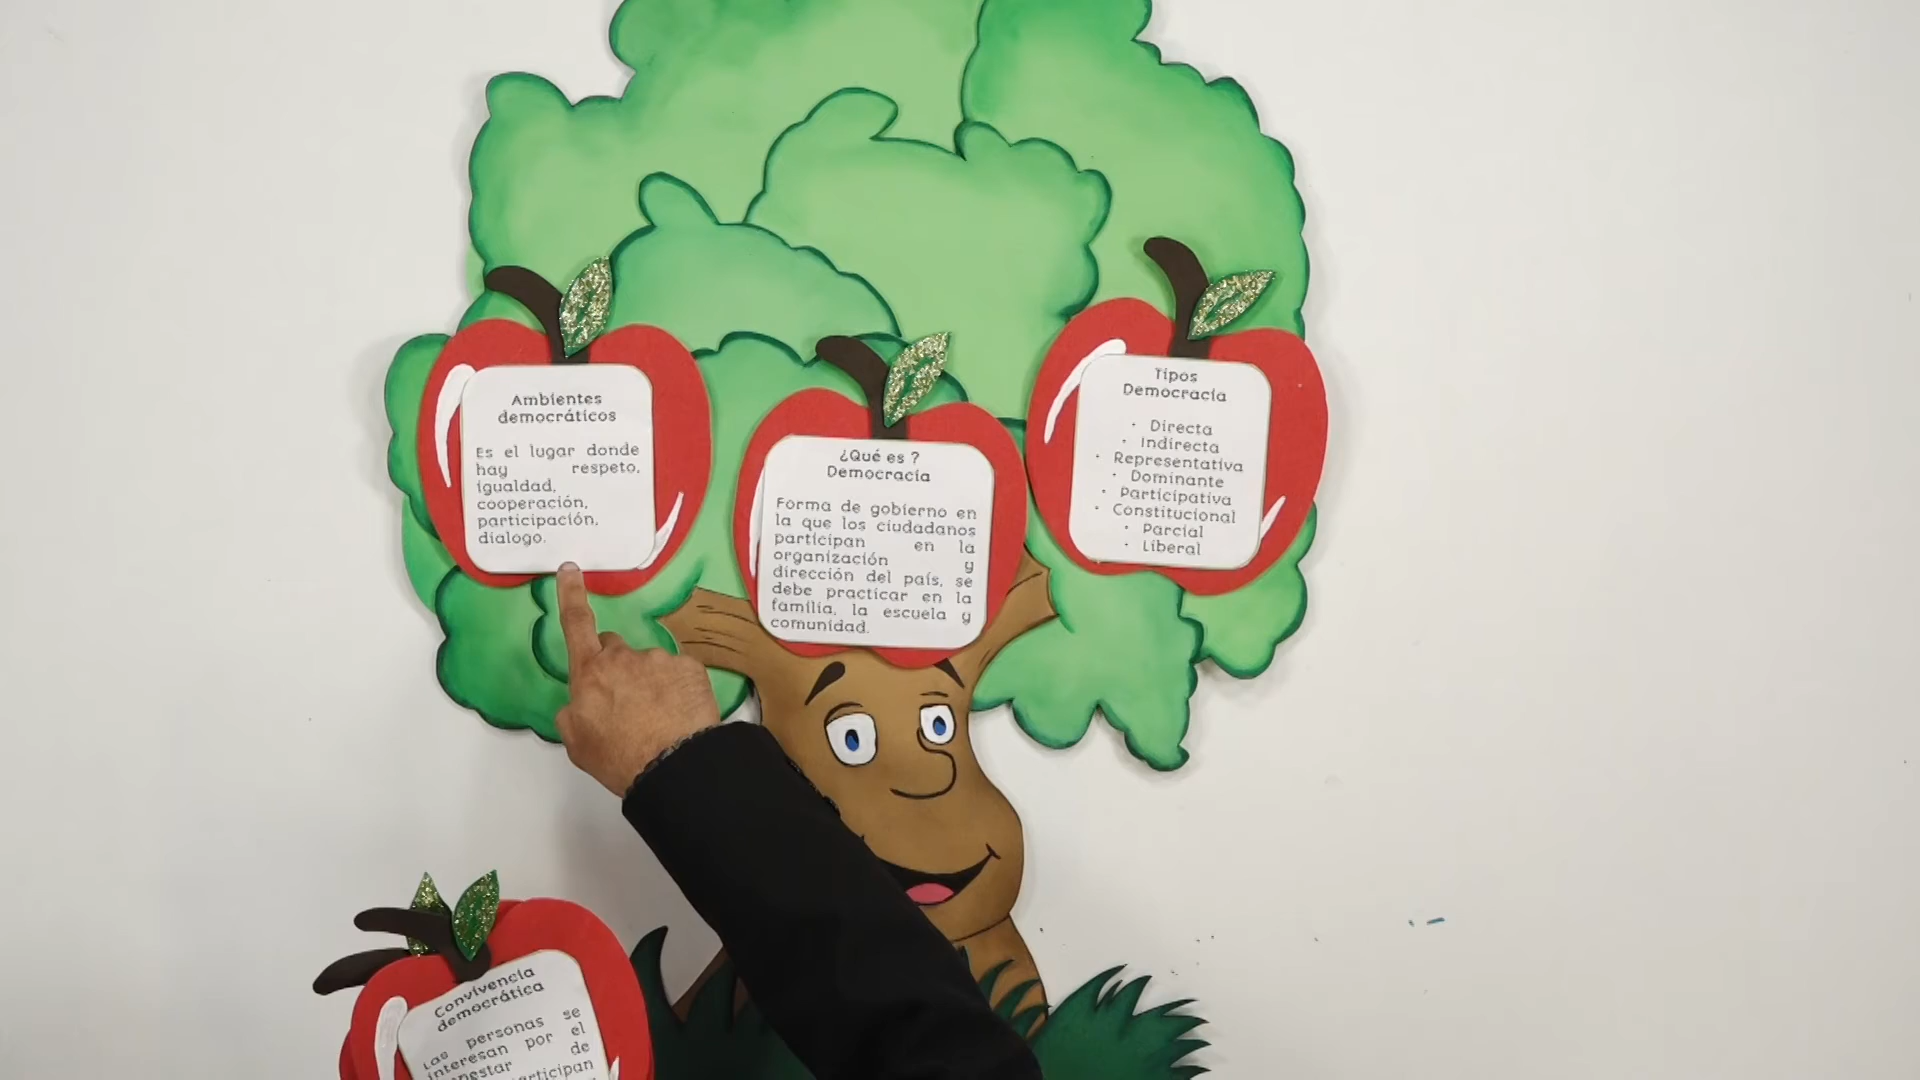 Ambientes
democráticos
Es el lugar donde
hay respeto,
igualdad,
cooperación,
participación,
dialogo.
¿Qué es ?
Democracia
Forma de gobierno en
la que los ciudadanos
participan en la
organización y
dirección del país, se
debe practicar en la
familia, la escuela y
comunidad.
Tipos
Democracia
· Directa
· Indirecta
· Representativa
· Dominante
· Participativa
· Constitucional
· Parcial
· Liberal
Convivencia
democrática
Las personas se
interesan por el
de